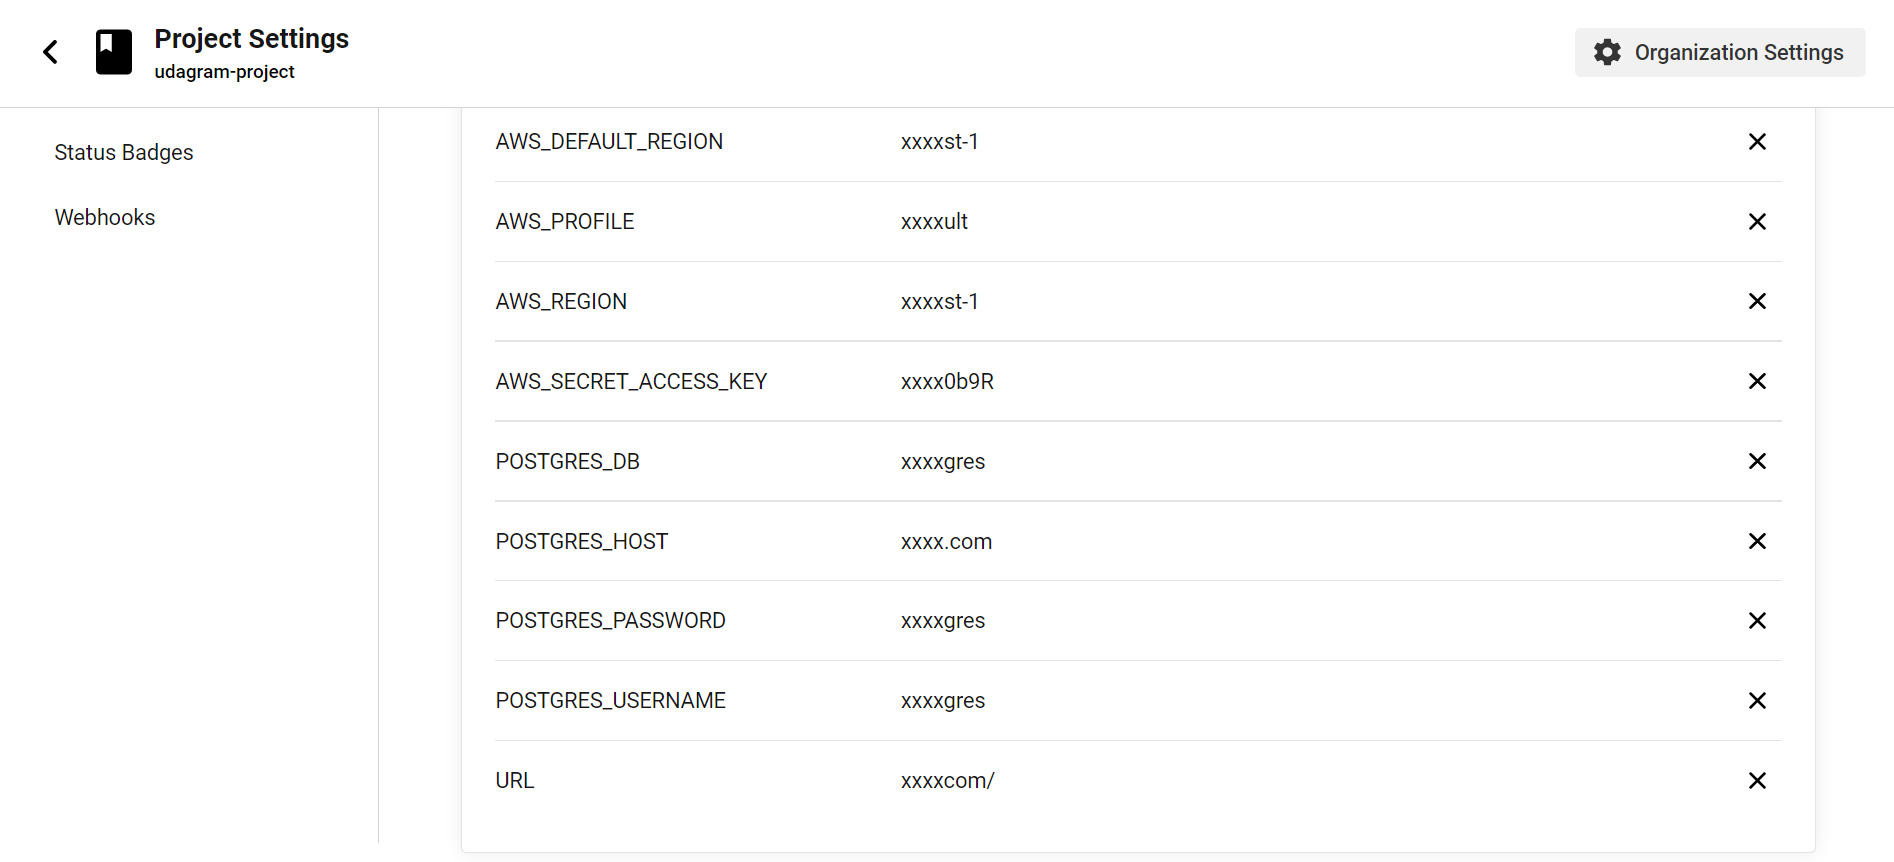 Project Settings
udagram-project
Organization Settings
Status Badges
Webhooks
AWS_DEFAULT_REGION xxxxst-1
AWS_PROFILE xxxxult
AWS_REGION xxxxst-1
AWS_SECRET_ACCESS_KEY xxxx0b9R
POSTGRES_DB xxxxgres
POSTGRES_HOST xxxx.com
POSTGRES_PASSWORD xxxxgres
POSTGRES_USERNAME xxxxgres
URL xxxxcom/